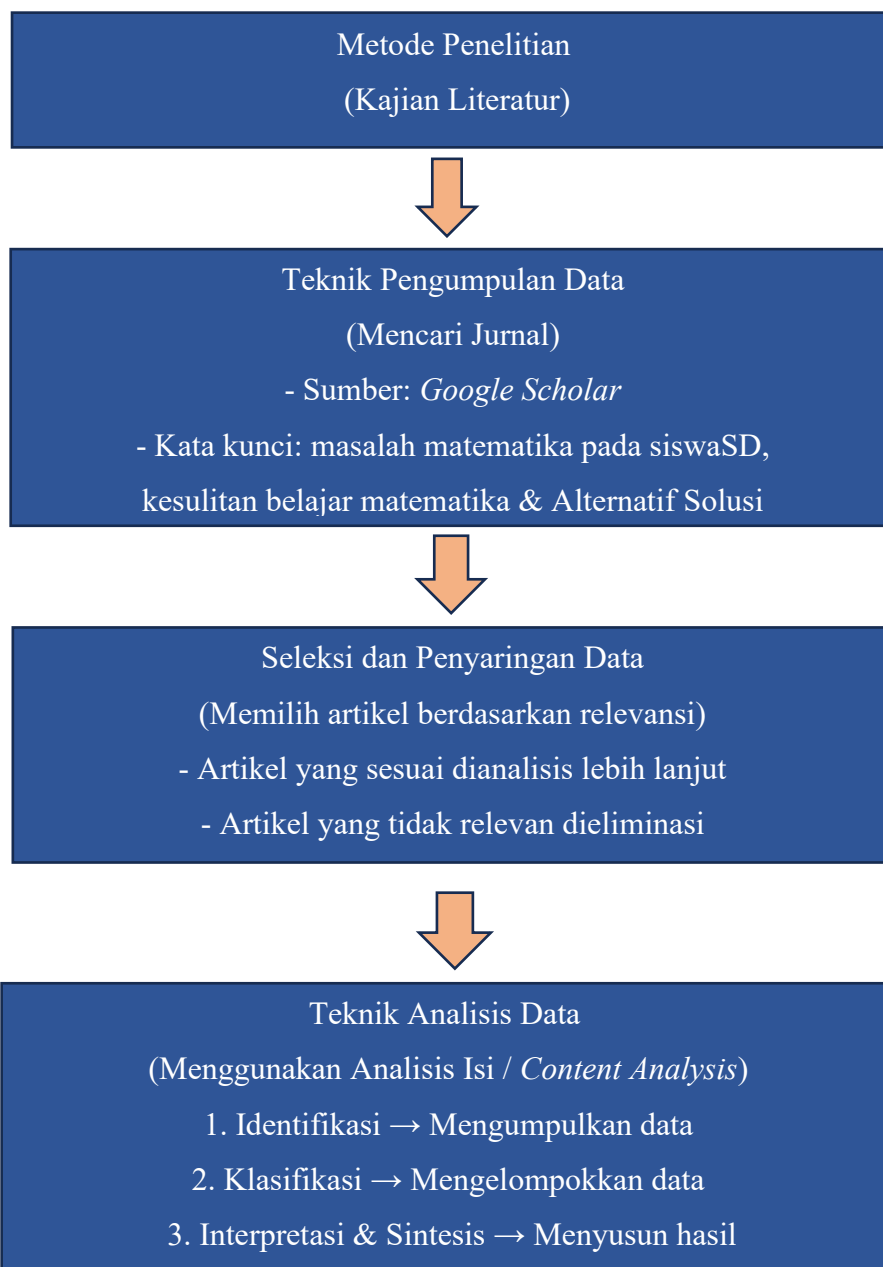 Metode Penelitian
(Kajian Literatur)
Teknik Pengumpulan Data
(Mencari Jurnal)
- Sumber: Google Scholar
- Kata kunci: masalah matematika pada siswaSD,
kesulitan belajar matematika & Alternatif Solusi
Seleksi dan Penyaringan Data
(Memilih artikel berdasarkan relevansi)
- Artikel yang sesuai dianalisis lebih lanjut
- Artikel yang tidak relevan dieliminasi
Teknik Analisis Data
(Menggunakan Analisis Isi / Content Analysis)
1. Identifikasi → Mengumpulkan data
2. Klasifikasi → Mengelompokkan data
3. Interpretasi & Sintesis → Menyusun hasil